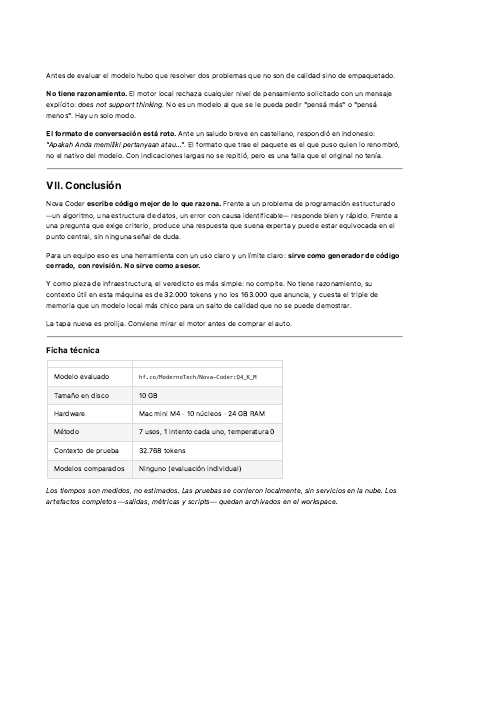 Antes de evaluar el modelo hubo que resolver dos problemas que no son de calidad sino de empaquetado.
No tiene razonamiento. El motor local rechaza cualquier nivel de pensamiento solicitado con un mensaje
explícito: does not support thinking. No es un modelo al que se le pueda pedir "pensá más" o "pensá
menos". Hay un solo modo.
El formato de conversación está roto. Ante un saludo breve en castellano, respondió en indonesio:
"Apakah Anda memiliki pertanyaan atau...". El formato que trae el paquete es el que puso quien lo renombró,
no el nativo del modelo. Con indicaciones largas no se repitió, pero es una falla que el original no tenía.
VII. Conclusión
Nova Coder escribe código mejor de lo que razona. Frente a un problema de programación estructurado
—un algoritmo, una estructura de datos, un error con causa identificable— responde bien y rápido. Frente a
una pregunta que exige criterio, produce una respuesta que suena experta y puede estar equivocada en el
punto central, sin ninguna señal de duda.
Para un equipo eso es una herramienta con un uso claro y un límite claro: sirve como generador de código
cerrado, con revisión. No sirve como asesor.
Y como pieza de infraestructura, el veredicto es más simple: no compite. No tiene razonamiento, su
contexto útil en esta máquina es de 32.000 tokens y no los 163.000 que anuncia, y cuesta el triple de
memoria que un modelo local más chico para un salto de calidad que no se puede demostrar.
La tapa nueva es prolija. Conviene mirar el motor antes de comprar el auto.
Ficha técnica
Modelo evaluado hf.co/ModernoTech/Nova-Coder:Q4_K_M
Tamaño en disco 10 GB
Hardware Mac mini M4 · 10 núcleos · 24 GB RAM
Método 7 usos, 1 intento cada uno, temperatura 0
Contexto de prueba 32.768 tokens
Modelos comparados Ninguno (evaluación individual)
Los tiempos son medidos, no estimados. Las pruebas se corrieron localmente, sin servicios en la nube. Los
artefactos completos —salidas, métricas y scripts— quedan archivados en el workspace.